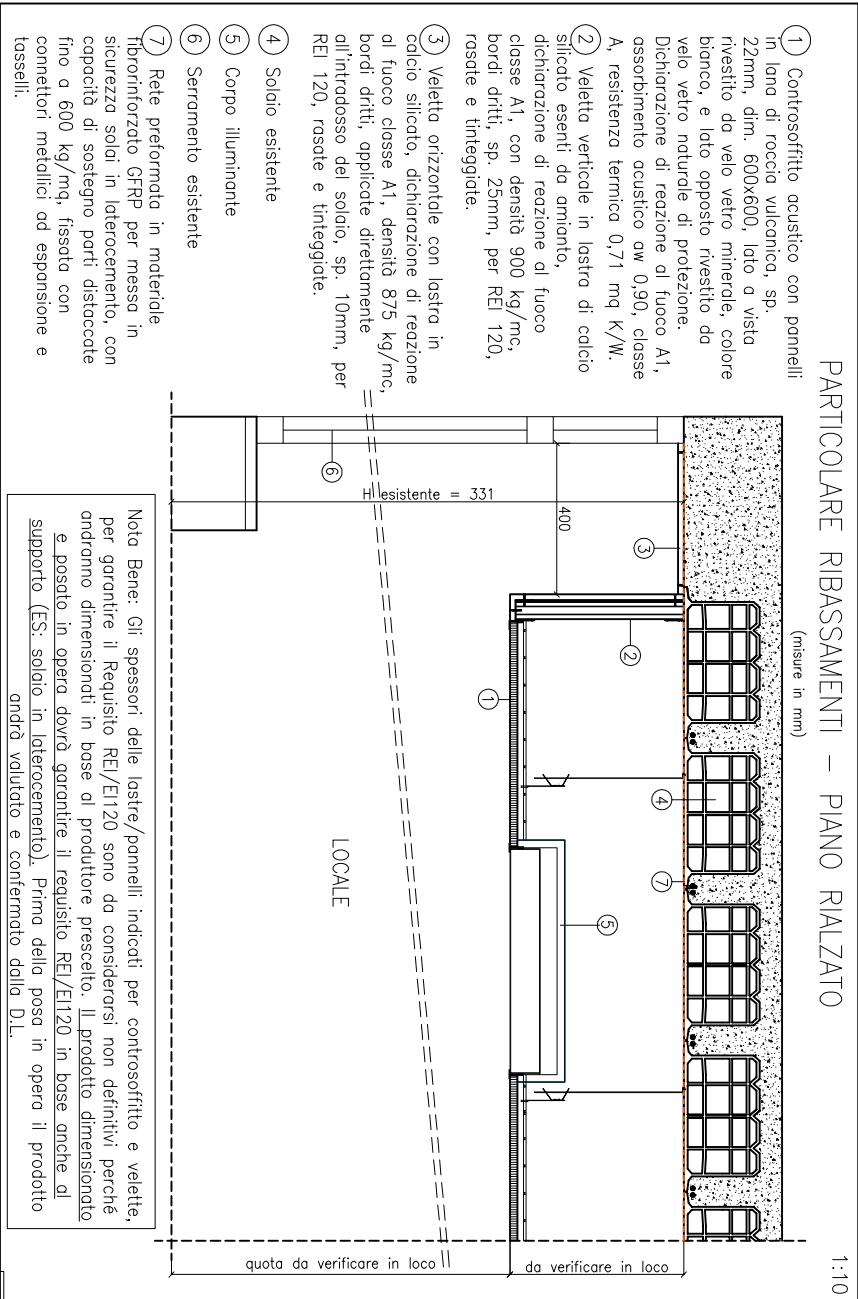 PARTICOLARE RIBASSAMENTI – PIANO RIALZATO
1:10
(misure in mm)
1 Controsoffitto acustico con pannelli
in lana di roccia vulcanica, sp.
22mm, dim. 600x600, lato a vista
rivestito da velo vetro minerale, colore
bianco, e lato opposto rivestito da
velo vetro naturale di protezione.
Dichiarazione di reazione al fuoco A1,
assorbimento acustico αw 0,90, classe
A, resistenza termica 0,71 mq K/W.
2 Veletta verticale in lastra di calcio
silicato esenti da amianto,
dichiarazione di reazione al fuoco
classe A1, con densità 900 kg/mc,
bordi dritti, sp. 25mm, per REI 120,
rasate e tinteggiate.
3 Veletta orizzontale con lastra in
calcio silicato, dichiarazione di reazione
al fuoco classe A1, densità 875 kg/mc,
bordi dritti, applicate direttamente
all'intradosso del solaio, sp. 10mm, per
REI 120, rasate e tinteggiate.
4 Solaio esistente
5 Corpo illuminante
6 Serramento esistente
7 Rete preformata in materiale
fibrorinforzato GFRP per messa in
sicurezza solai in laterocemento, con
capacità di sostegno parti distaccate
fino a 600 kg/mq, fissata con
connettori metallici ad espansione e
tasselli.
4
7
3
2
5
1
6
400
H esistente = 331
LOCALE
da verificare in loco
quota da verificare in loco
Nota Bene: Gli spessori delle lastre/pannelli indicati per controsoffitto e velette,
per garantire il Requisito REI/EI120 sono da considerarsi non definitivi perché
andranno dimensionati in base al produttore prescelto. Il prodotto dimensionato
e posato in opera dovrà garantire il requisito REI/EI120 in base anche al
supporto (ES: solaio in laterocemento). Prima della posa in opera il prodotto
andrà valutato e confermato dalla D.L.